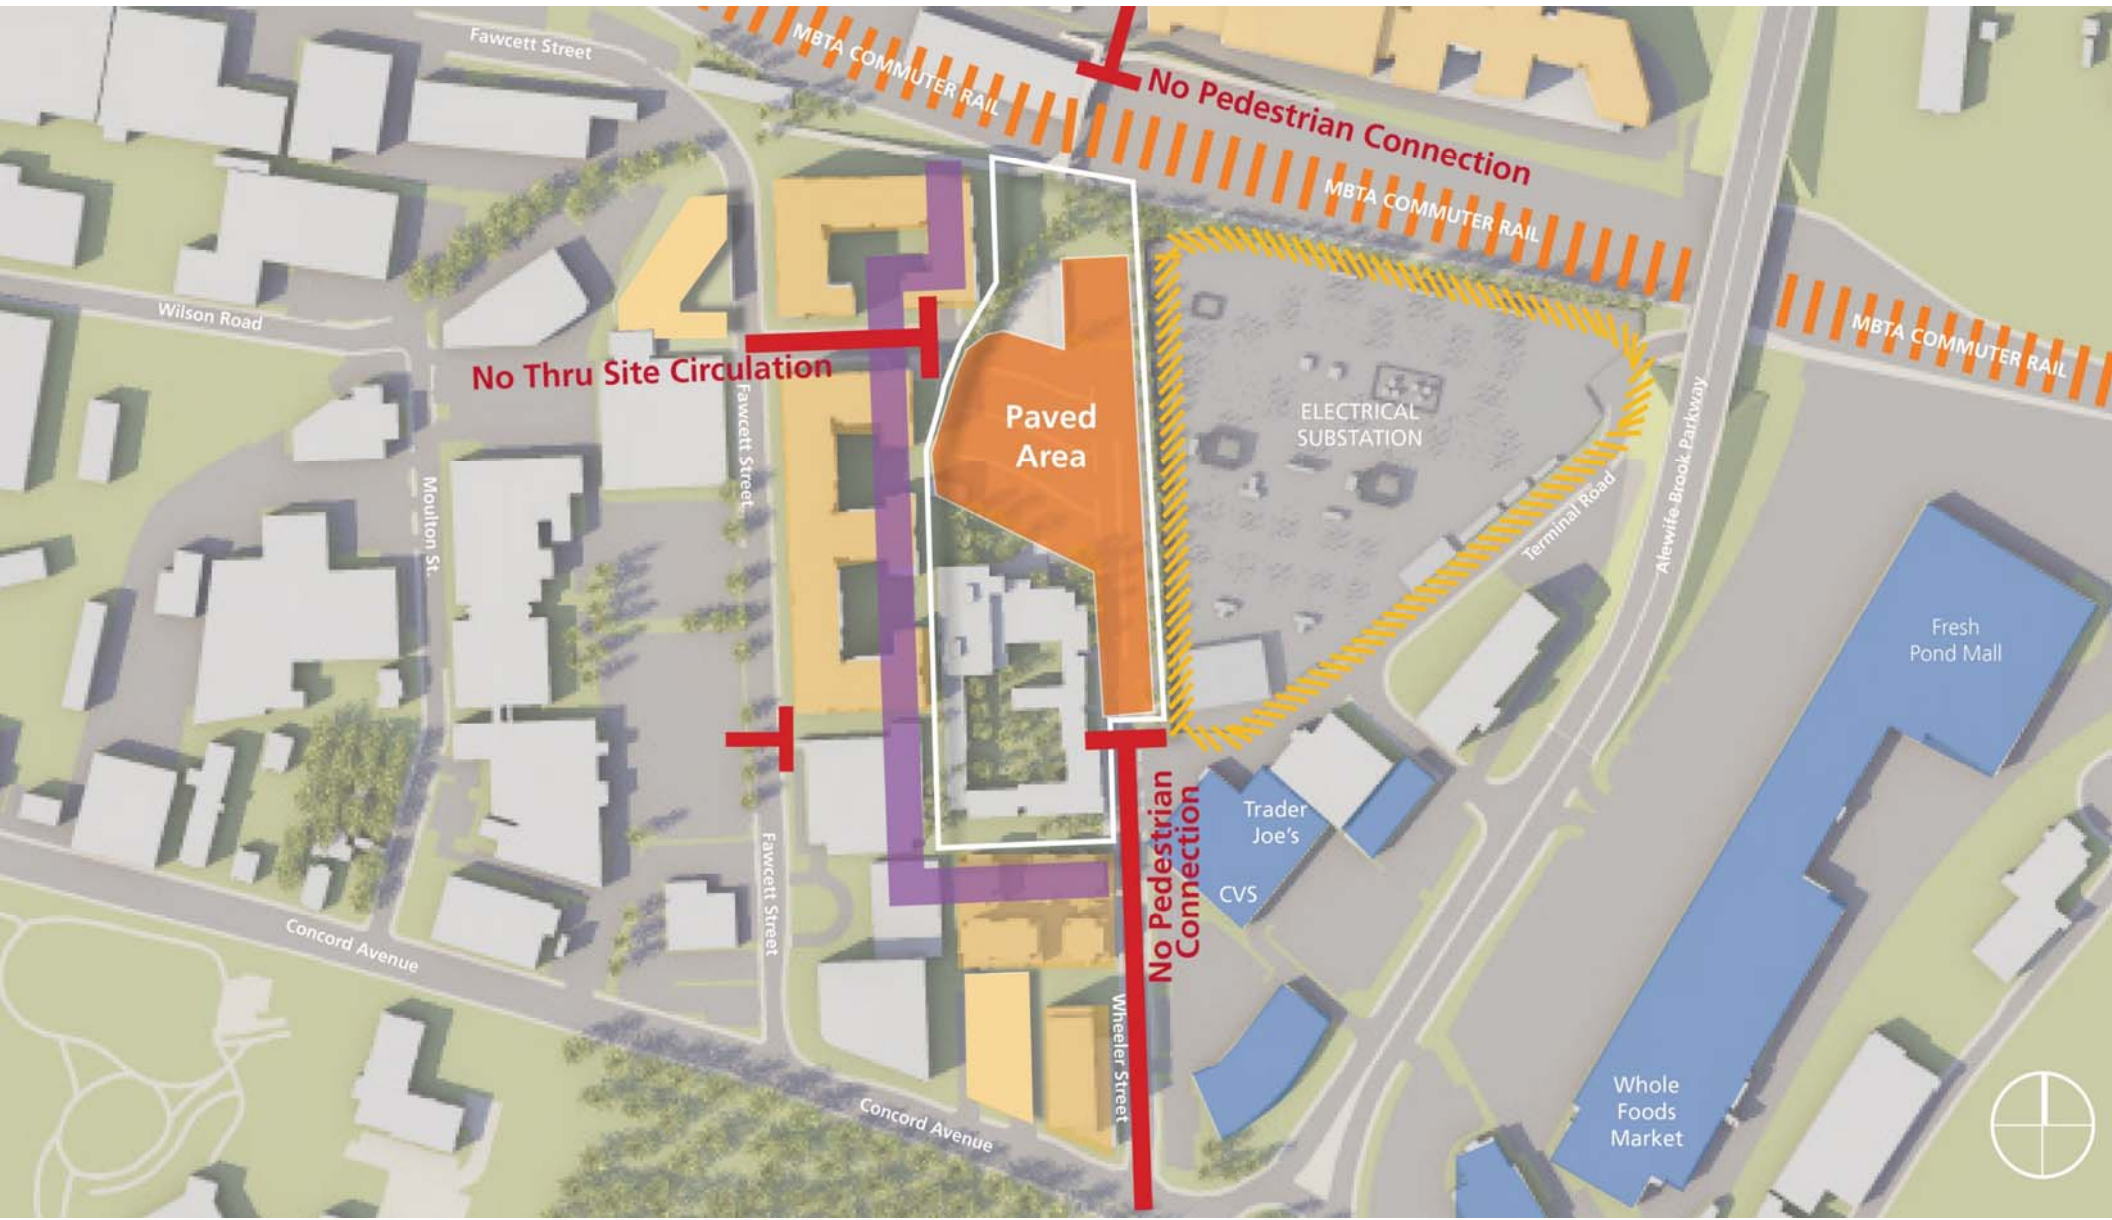 Fawcett Street
MBTA COMMUTER RAIL
No Pedestrian Connection
MBTA COMMUTER RAIL
Wilson Road
MBTA COMMUTER RAIL
No Thru Site Circulation
Fawcett Street
Paved
Area
ELECTRICAL
SUBSTATION
Alewife Brook Parkway
Terminal Road
Moulton St.
Fresh
Pond Mall
Trader
Joe's
CVS
No Pedestrian
Connection
Fawcett Street
Concord Avenue
Wheeler Street
Concord Avenue
Whole
Foods
Market